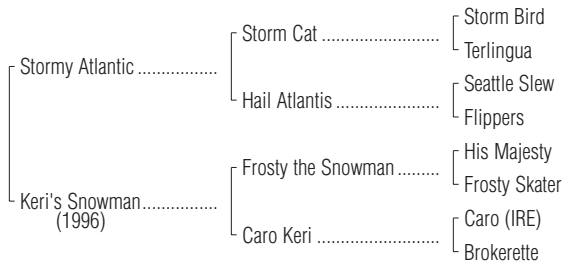 Storm Bird
Storm Cat .........................
Terlingua
Stormy Atlantic .................
Seattle Slew
Hail Atlantis ......................
Flippers
His Majesty
Frosty the Snowman .........
Frosty Skater
Keri's Snowman................
(1996)
Caro (IRE)
Caro Keri ..........................
Brokerette